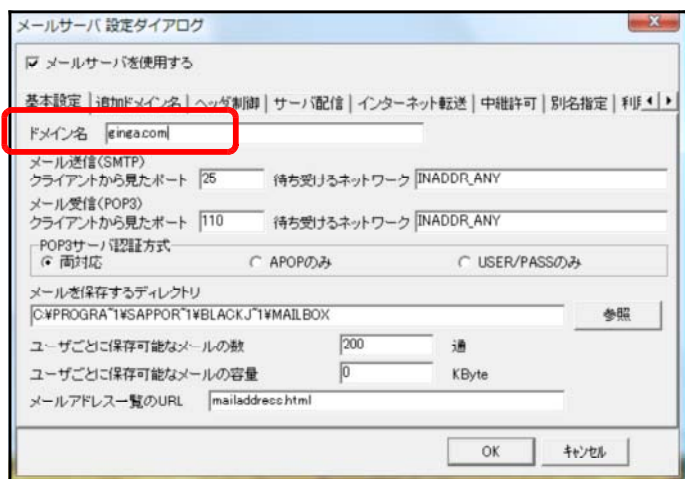 メールサーバ 設定ダイアログ
メールサーバを使用する
基本設定 追加ドメイン名 ヘッダ制御 サーバ配信 インターネット転送 中継許可 別名指定
ドメイン名 ginga.com
メール送信(SMTP)
クライアントから見たポート 25 待ち受けるネットワーク INADDR_ANY
メール受信(POP3)
クライアントから見たポート 110 待ち受けるネットワーク INADDR_ANY
POP3サーバ認証方式
両対応 APOPのみ USER/PASSのみ
メールを保存するディレクトリ
C:¥PROGRA~1¥SAPPOR~1¥BLACKJ~1¥MAILBOX 参照
ユーザごとに保存可能なメールの数 200 通
ユーザごとに保存可能なメールの容量 0 KByte
メールアドレス一覧のURL mailaddress.html
OK キャンセル